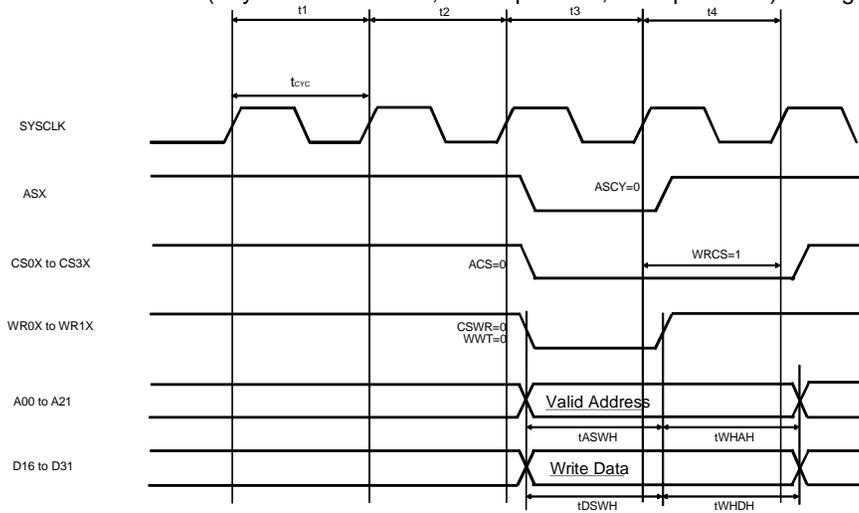 t1
t2
t3
t4
tCYC
SYSCLK
ASX
ASCY=0
CS0X to CS3X
ACS=0
WRCS=1
WR0X to WR1X
CSWR=0
WWT=0
A00 to A21
Valid Address
tASWH
tWHAH
D16 to D31
Write Data
tDSWH
tWHDH